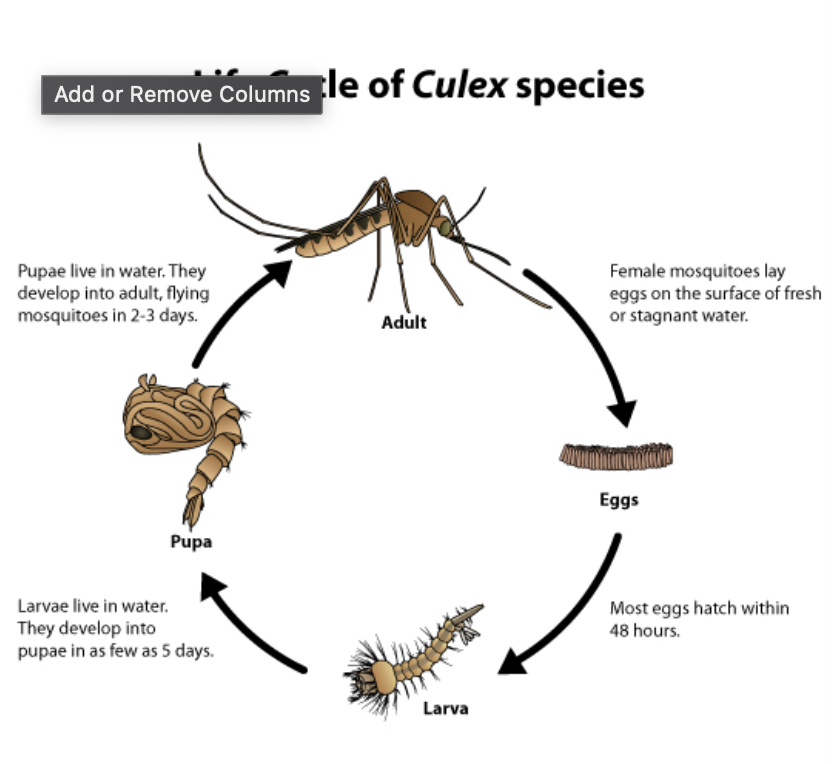 Add or Remove Columns
cle of Culex species
Pupae live in water. They
develop into adult, flying
mosquitoes in 2-3 days.
Adult
Female mosquitoes lay
eggs on the surface of fresh
or stagnant water.
Eggs
Pupa
Larvae live in water.
They develop into
pupae in as few as 5 days.
Most eggs hatch within
48 hours.
Larva